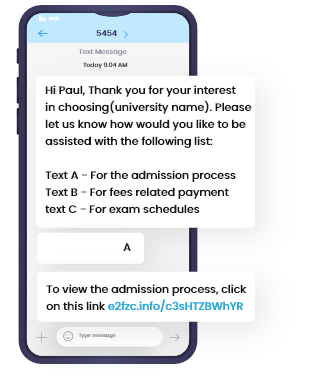 5454
Text Message
Today 9.04 AM
Hi Paul, Thank you for your interest
in choosing(university name). Please
let us know how would you like to be
assisted with the following list:
Text A - For the admission process
Text B - For fees related payment
text C - For exam schedules
A
To view the admission process, click
on this link e2fzc.info/c3sHTZBWhYR
Type message